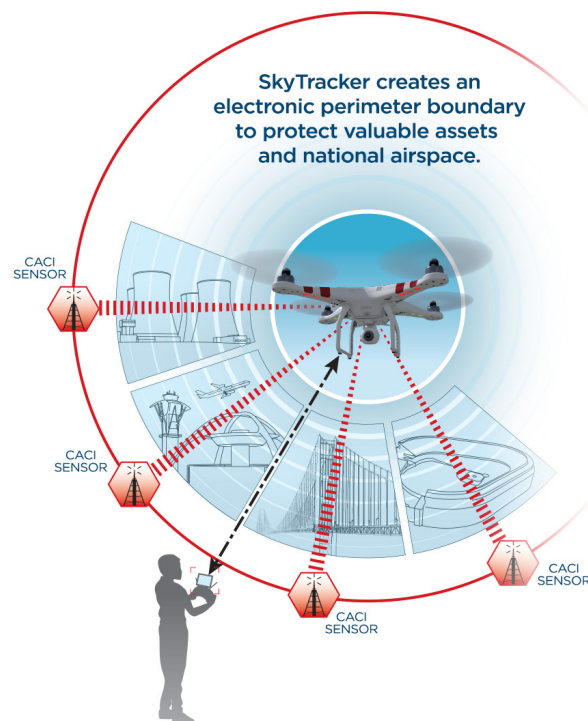 SkyTracker creates an
electronic perimeter boundary
to protect valuable assets
and national airspace.
CACI
SENSOR
CACI
SENSOR
CACI
SENSOR
CACI
SENSOR